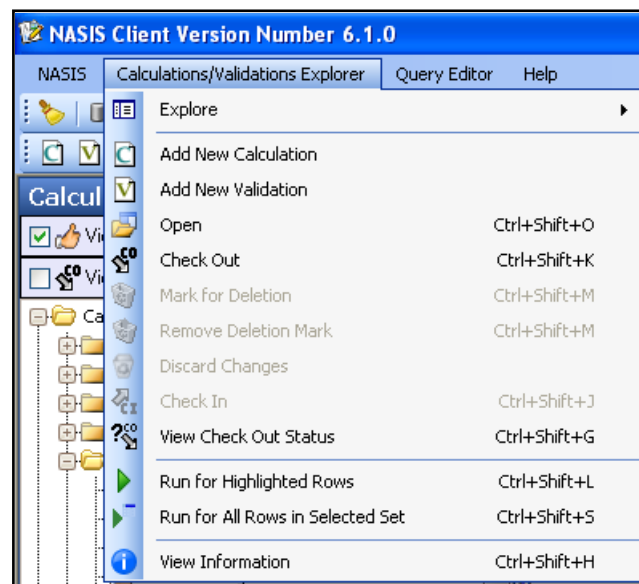 NASIS Client Version Number 6.1.0
NASIS Calculations/Validations Explorer Query Editor Help
Explore
Add New Calculation
Add New Validation
Calcul
Open Ctrl+Shift+O
Vi
Check Out Ctrl+Shift+K
Vi
Mark for Deletion Ctrl+Shift+M
Ca
Remove Deletion Mark Ctrl+Shift+M
Discard Changes
Check In Ctrl+Shift+J
View Check Out Status Ctrl+Shift+G
Run for Highlighted Rows Ctrl+Shift+L
Run for All Rows in Selected Set Ctrl+Shift+S
View Information Ctrl+Shift+H